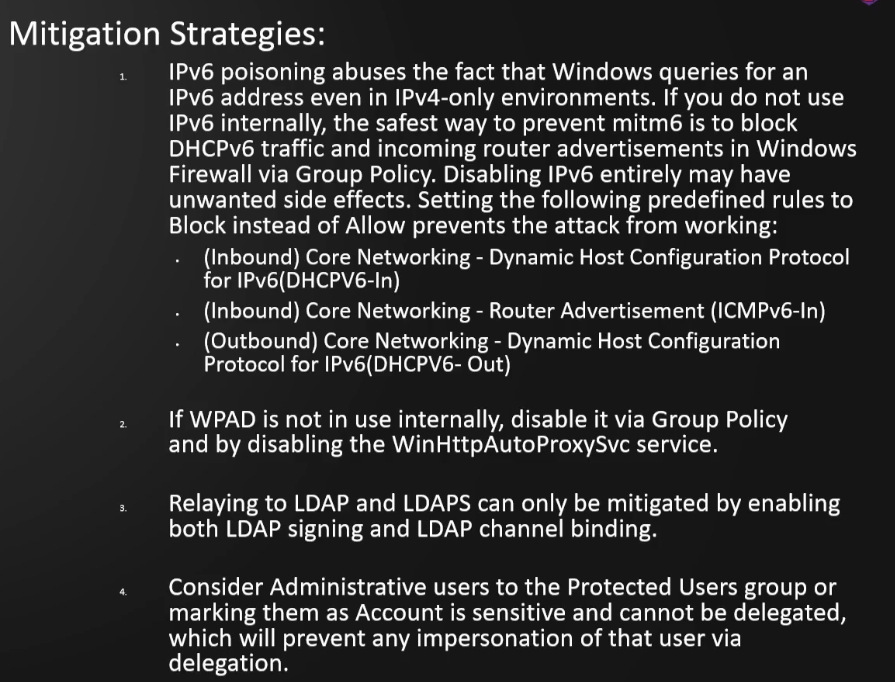 Mitigation Strategies:
1. IPv6 poisoning abuses the fact that Windows queries for an
IPv6 address even in IPv4-only environments. If you do not use
IPv6 internally, the safest way to prevent mitm6 is to block
DHCPv6 traffic and incoming router advertisements in Windows
Firewall via Group Policy. Disabling IPv6 entirely may have
unwanted side effects. Setting the following predefined rules to
Block instead of Allow prevents the attack from working:
· (Inbound) Core Networking - Dynamic Host Configuration Protocol
for IPv6(DHCPV6-In)
· (Inbound) Core Networking - Router Advertisement (ICMPv6-In)
· (Outbound) Core Networking - Dynamic Host Configuration
Protocol for IPv6(DHCPV6- Out)
2. If WPAD is not in use internally, disable it via Group Policy
and by disabling the WinHttpAutoProxySvc service.
3. Relaying to LDAP and LDAPS can only be mitigated by enabling
both LDAP signing and LDAP channel binding.
4. Consider Administrative users to the Protected Users group or
marking them as Account is sensitive and cannot be delegated,
which will prevent any impersonation of that user via
delegation.